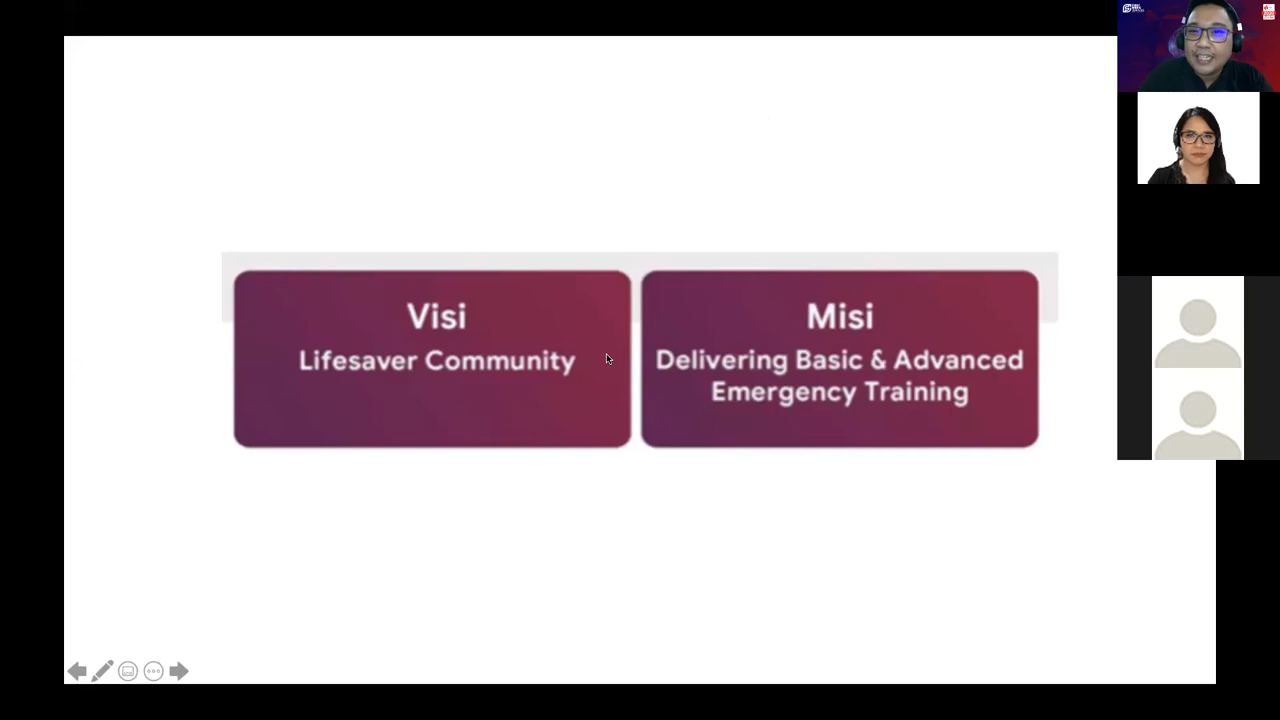 Visi
Lifesaver Community
Misi
Delivering Basic & Advanced
Emergency Training